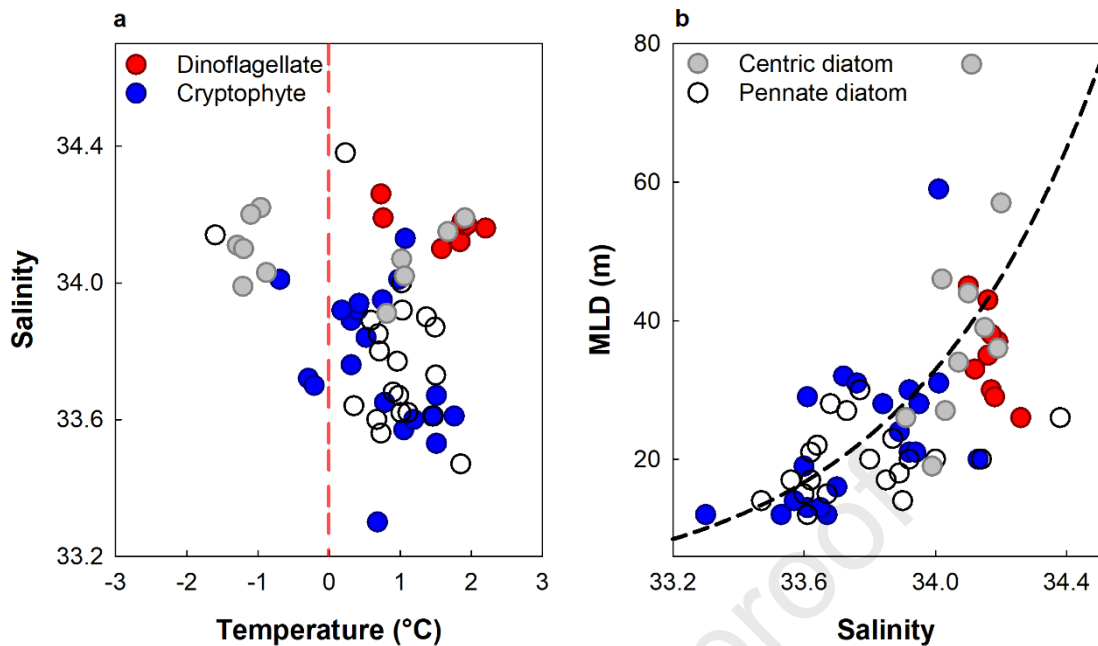 a
Dinoflagellate
Cryptophyte
Salinity
34.4
34.0
33.6
33.2
-3 -2 -1 0 1 2 3
Temperature (°C)
b
Centric diatom
Pennate diatom
MLD (m)
80
60
40
20
33.2 33.6 34.0 34.4
Salinity
proof